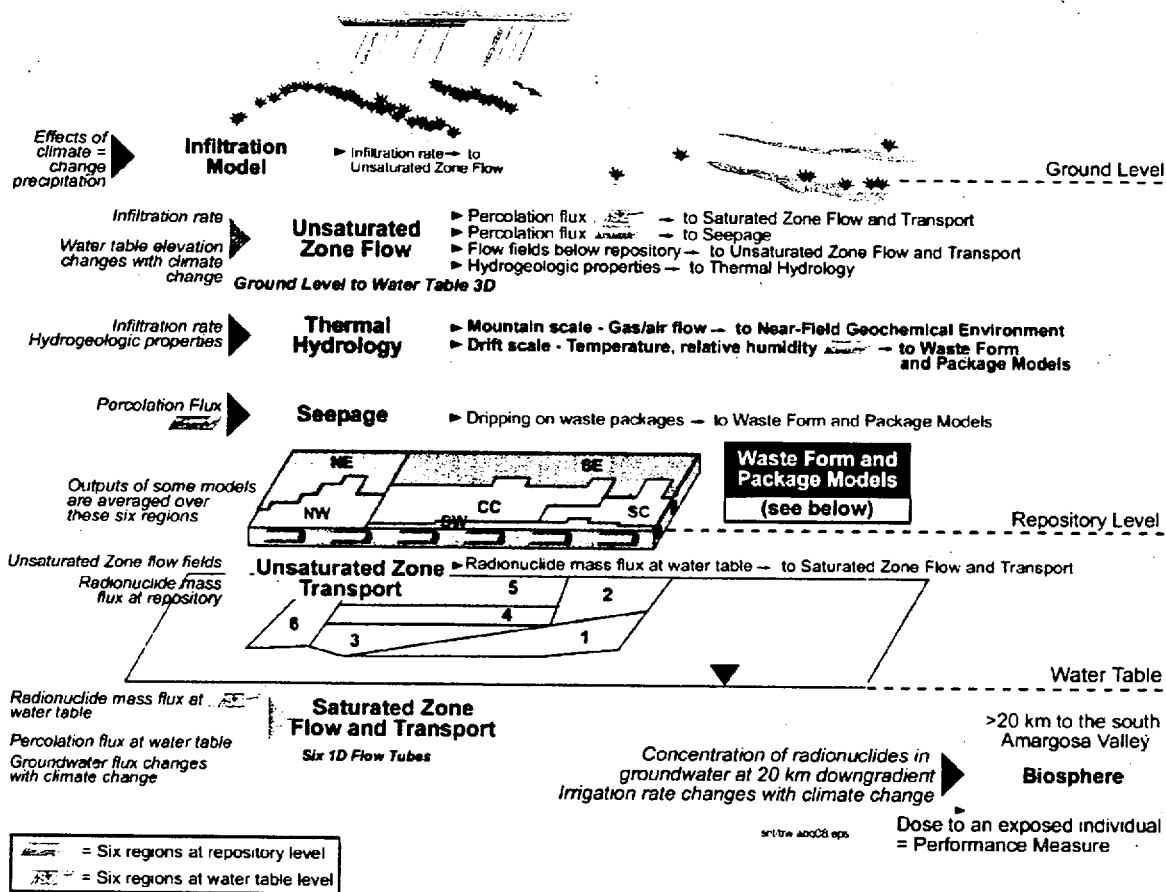 Effects of
climate =
change
precipitation
Infiltration
Model
Infiltration rate → to
Unsaturated Zone Flow
Ground Level
Infiltration rate
Water table elevation
changes with climate
change
Unsaturated
Zone Flow
Ground Level to Water Table 3D
Percolation flux → to Saturated Zone Flow and Transport
Percolation flux → to Seepage
Flow fields below repository → to Unsaturated Zone Flow and Transport
Hydrogeologic properties → to Thermal Hydrology
Infiltration rate
Hydrogeologic properties
Thermal
Hydrology
Mountain scale - Gas/air flow → to Near-Field Geochemical Environment
Drift scale - Temperature, relative humidity → to Waste Form
and Package Models
Percolation Flux
Seepage
Dripping on waste packages → to Waste Form and Package Models
Outputs of some models
are averaged over
these six regions
NE
SE
NW
CC
SC
Waste Form and
Package Models
(see below)
Repository Level
Unsaturated Zone flow fields
Radionuclide mass
flux at repository
Unsaturated Zone
Transport
Radionuclide mass flux at water table → to Saturated Zone Flow and Transport
5
2
4
6
3
1
Water Table
Radionuclide mass flux at
water table
Percolation flux at water table
Groundwater flux changes
with climate change
Saturated Zone
Flow and Transport
Six 1D Flow Tubes
>20 km to the south
Amargosa Valley
Concentration of radionuclides in
groundwater at 20 km downgradient
Irrigation rate changes with climate change
Biosphere
Dose to an exposed individual
= Performance Measure
= Six regions at repository level
= Six regions at water table level